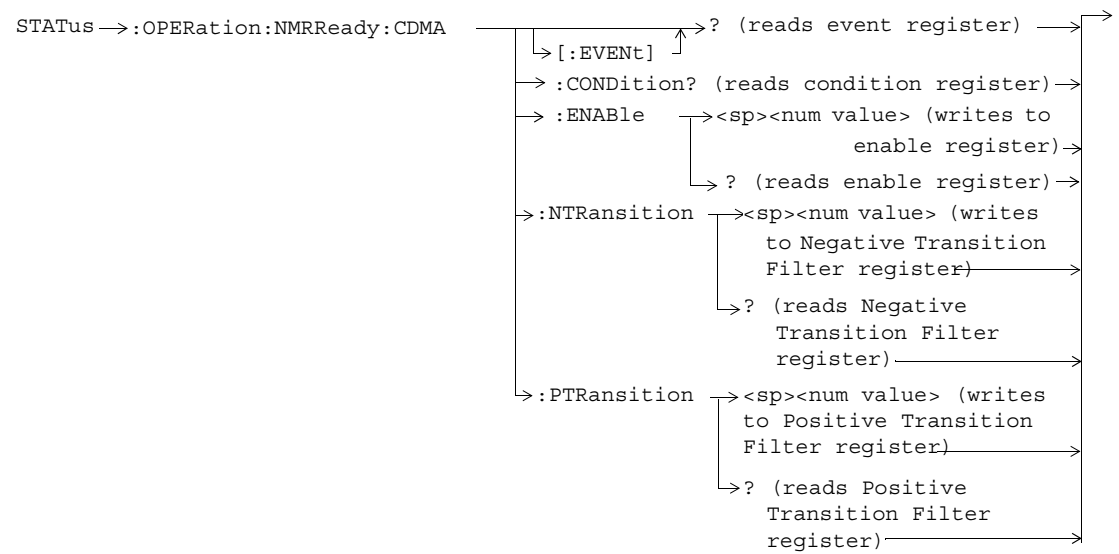 STATus :OPERation:NMRReady:CDMA ? (reads event register)
[:EVENt]
:CONDition? (reads condition register)
:ENABle <sp><num value> (writes to
enable register)
? (reads enable register)
:NTRansition <sp><num value> (writes
to Negative Transition
Filter register)
? (reads Negative
Transition Filter
register)
:PTRansition <sp><num value> (writes
to Positive Transition
Filter register)
? (reads Positive
Transition Filter
register)